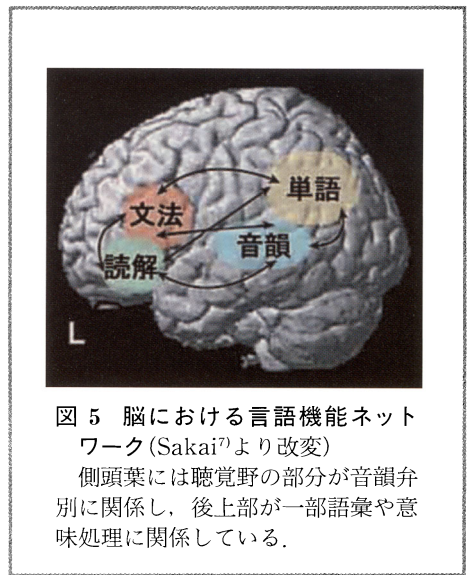 単語
文法
音韻
読解
L
図 5 脳における言語機能ネット
ワーク(Sakai⁷⁾より改変)
側頭葉には聴覚野の部分が音韻弁
別に関係し,後上部が一部語彙や意
味処理に関係している.